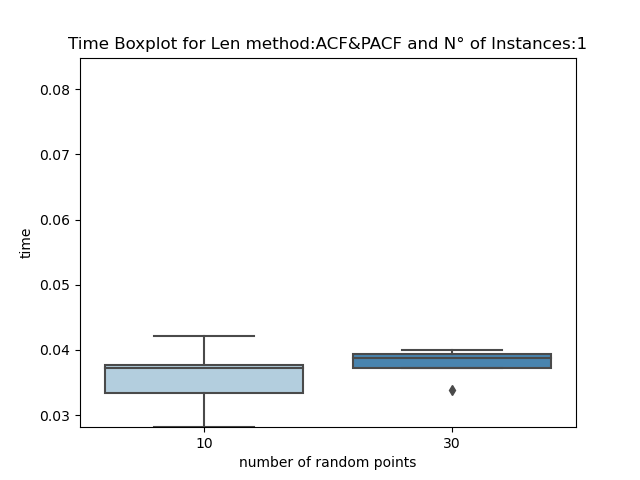 Time Boxplot for Len method:ACF&PACF and N° of Instances:1
0.08
0.07
0.06
0.05
0.04
0.03
time
10
30
number of random points